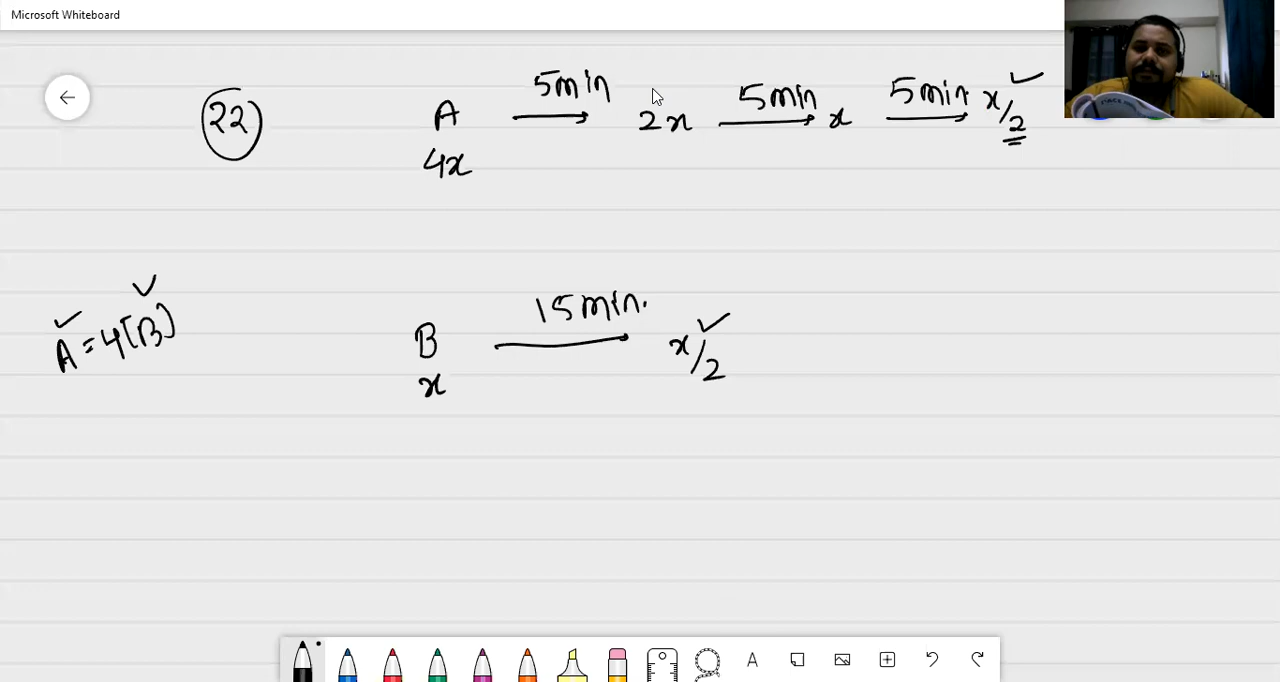 Microsoft Whiteboard
22
A 5min 2x 5min x 5min x/2
4x
A = 4[B]
B 15min. x/2
x
A